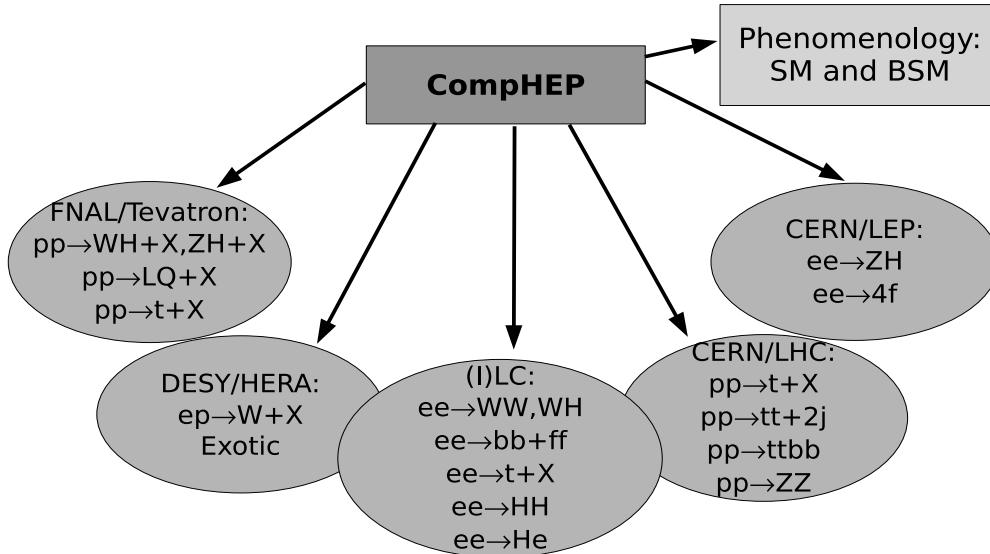 CompHEP
Phenomenology:
SM and BSM
FNAL/Tevatron:
pp→WH+X,ZH+X
pp→LQ+X
pp→t+X
DESY/HERA:
ep→W+X
Exotic
(I)LC:
ee→WW,WH
ee→bb+ff
ee→t+X
ee→HH
ee→He
CERN/LHC:
pp→t+X
pp→tt+2j
pp→ttbb
pp→ZZ
CERN/LEP:
ee→ZH
ee→4f